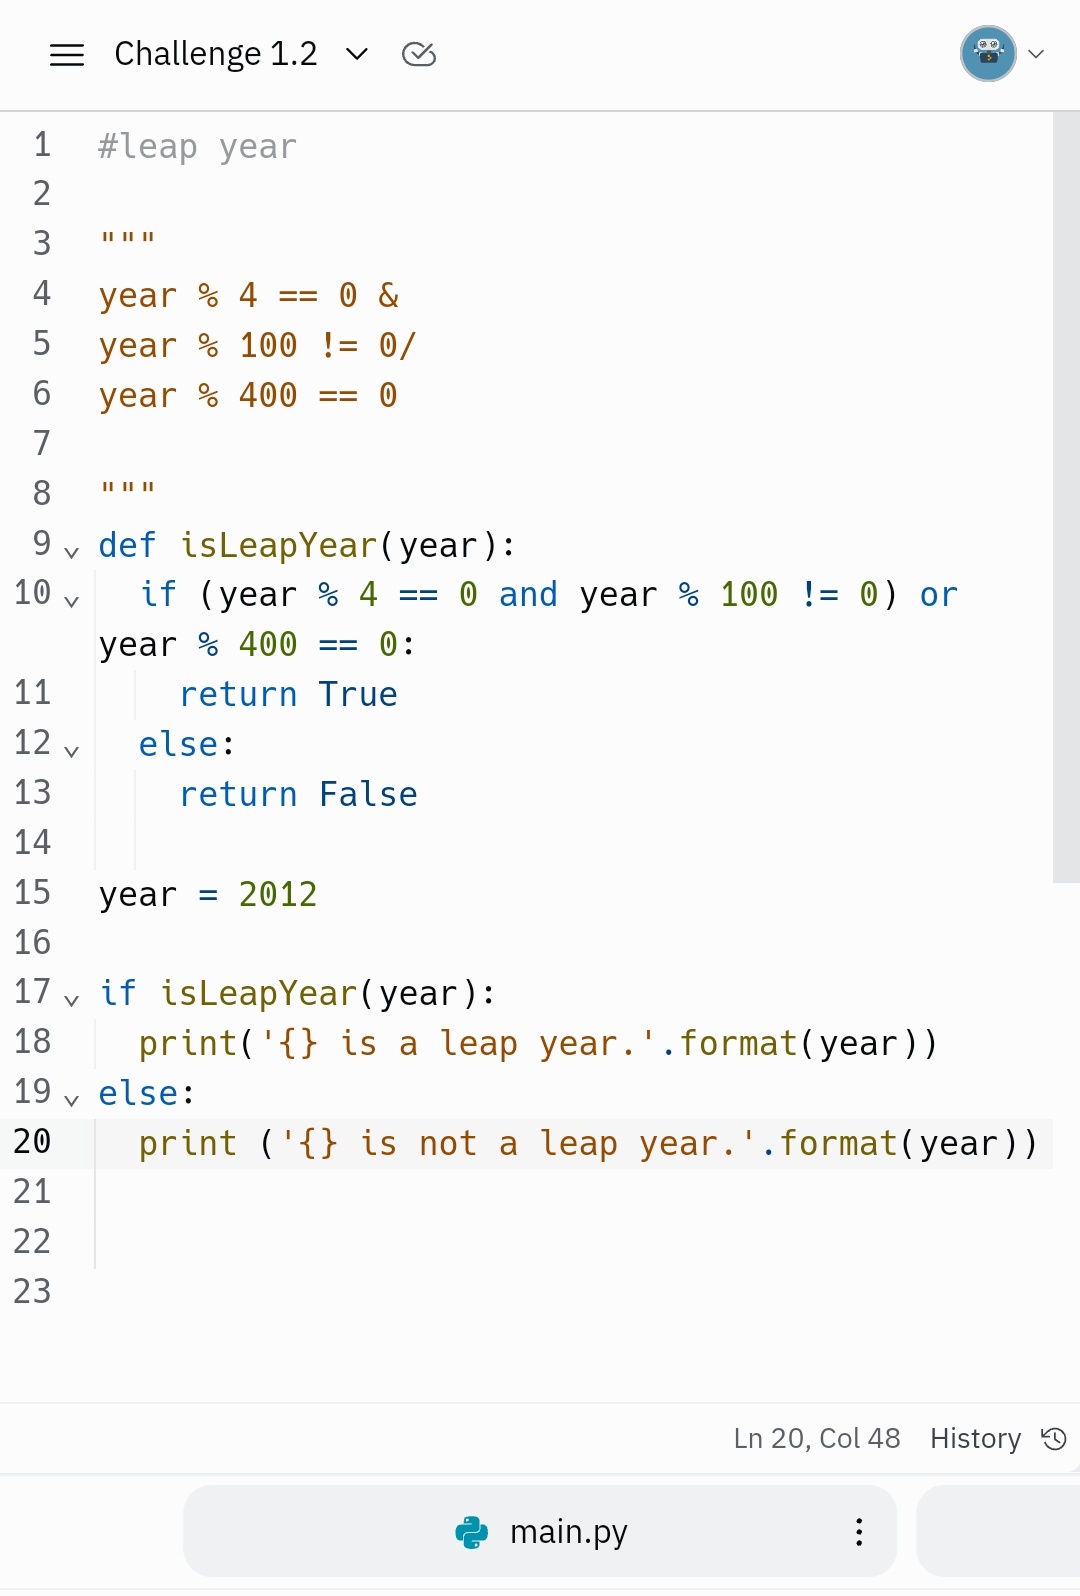 Challenge 1.2
1 #leap year
2
3 """
4 year % 4 == 0 &
5 year % 100 != 0/
6 year % 400 == 0
7
8 """
9 def isLeapYear(year):
10 if (year % 4 == 0 and year % 100 != 0) or
year % 400 == 0:
11 return True
12 else:
13 return False
14
15 year = 2012
16
17 if isLeapYear(year):
18 print('{} is a leap year.'.format(year))
19 else:
20 print ('{} is not a leap year.'.format(year))
21
22
23
Ln 20, Col 48 History
main.py